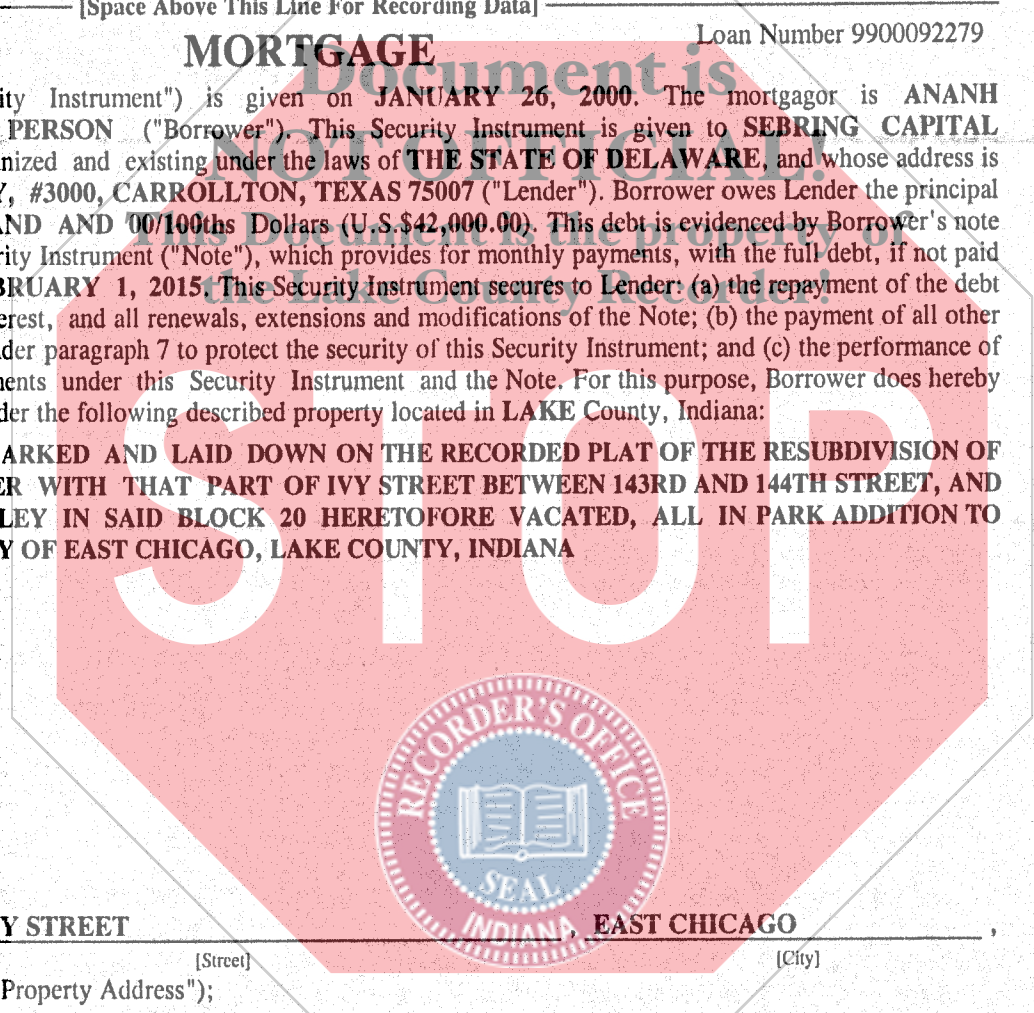 [Space Above This Line For Recording Data]
MORTGAGE
Loan Number 9900092279
Document is
NOT OFFICIAL!
This Document is the property of
the Lake County Recorder!
ity Instrument") is given on JANUARY 26, 2000. The mortgagor is ANANH
PERSON ("Borrower"). This Security Instrument is given to SEBRING CAPITAL
nized and existing under the laws of THE STATE OF DELAWARE, and whose address is
Y, #3000, CARROLLTON, TEXAS 75007 ("Lender"). Borrower owes Lender the principal
AND AND 00/100ths Dollars (U.S.$42,000.00). This debt is evidenced by Borrower's note
rity Instrument ("Note"), which provides for monthly payments, with the full debt, if not paid
BRUARY 1, 2015. This Security Instrument secures to Lender: (a) the repayment of the debt
erest, and all renewals, extensions and modifications of the Note; (b) the payment of all other
der paragraph 7 to protect the security of this Security Instrument; and (c) the performance of
nents under this Security Instrument and the Note. For this purpose, Borrower does hereby
der the following described property located in LAKE County, Indiana:
ARKED AND LAID DOWN ON THE RECORDED PLAT OF THE RESUBDIVISION OF
ER WITH THAT PART OF IVY STREET BETWEEN 143RD AND 144TH STREET, AND
LEY IN SAID BLOCK 20 HERETOFORE VACATED, ALL IN PARK ADDITION TO
Y OF EAST CHICAGO, LAKE COUNTY, INDIANA
STOP
RECORDER'S OFFICE
SEAL
INDIANA
Y STREET , EAST CHICAGO ,
[Street] [City]
Property Address");